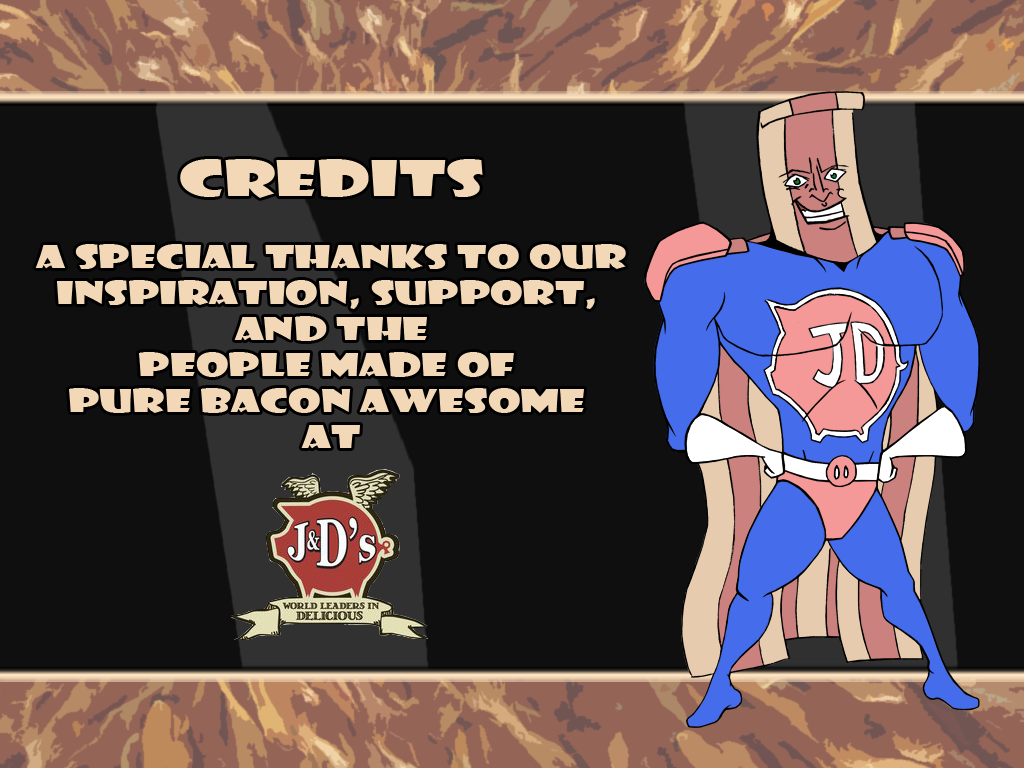 CREDITS
A SPECIAL THANKS TO OUR
INSPIRATION, SUPPORT,
AND THE
PEOPLE MADE OF
PURE BACON AWESOME
AT
J&D's
WORLD LEADERS IN
DELICIOUS
JD